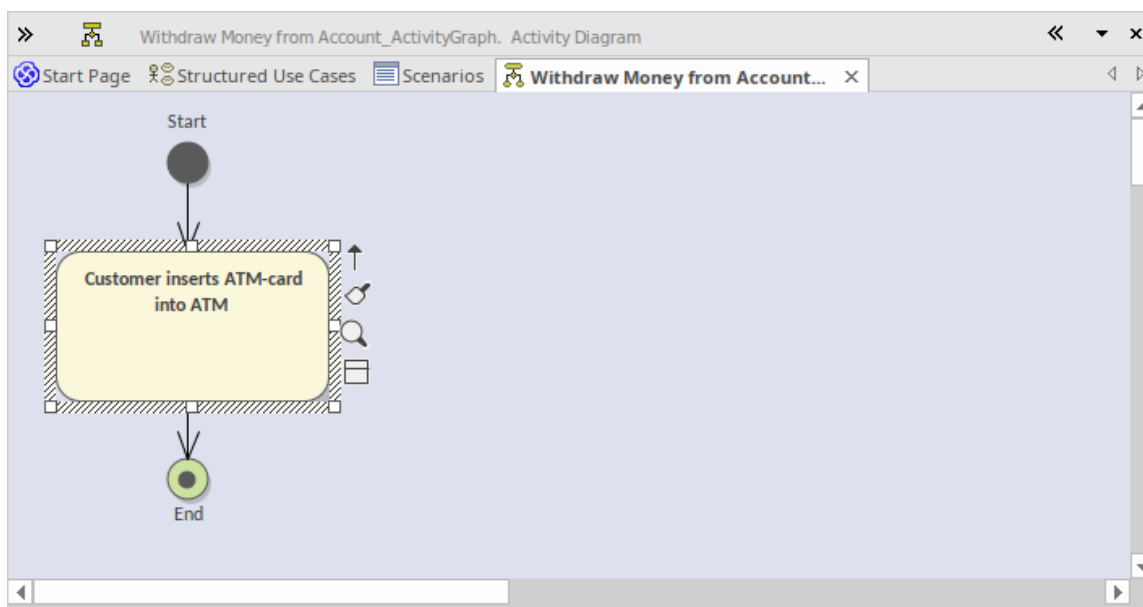 Withdraw Money from Account_ActivityGraph.  Activity Diagram
Start Page Structured Use Cases Scenarios Withdraw Money from Account...
Start
Customer inserts ATM-card
into ATM
End